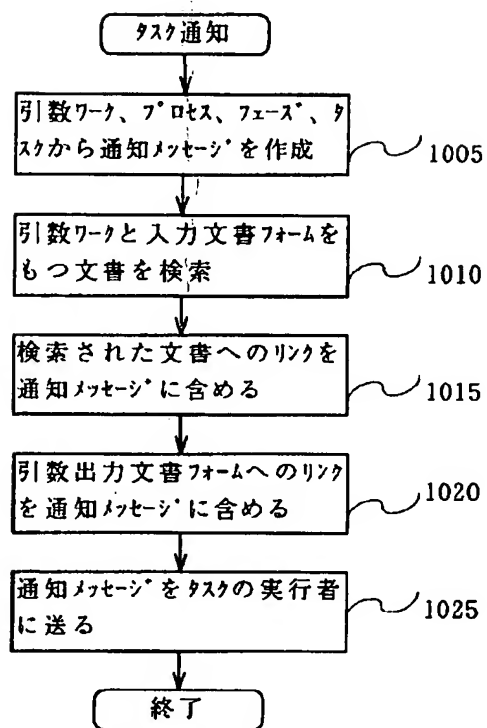 ﾀｽｸ通知
引数ﾜｰｸ、ﾌﾟﾛｾｽ、ﾌｪｰｽﾞ、ﾀ
ｽｸから通知ﾒｯｾｰｼﾞを作成
1005
引数ﾜｰｸと入力文書ﾌｫｰﾑを
もつ文書を検索
1010
検索された文書へのﾘﾝｸを
通知ﾒｯｾｰｼﾞに含める
1015
引数出力文書ﾌｫｰﾑへのﾘﾝｸ
を通知ﾒｯｾｰｼﾞに含める
1020
通知ﾒｯｾｰｼﾞをﾀｽｸの実行者
に送る
1025
終了